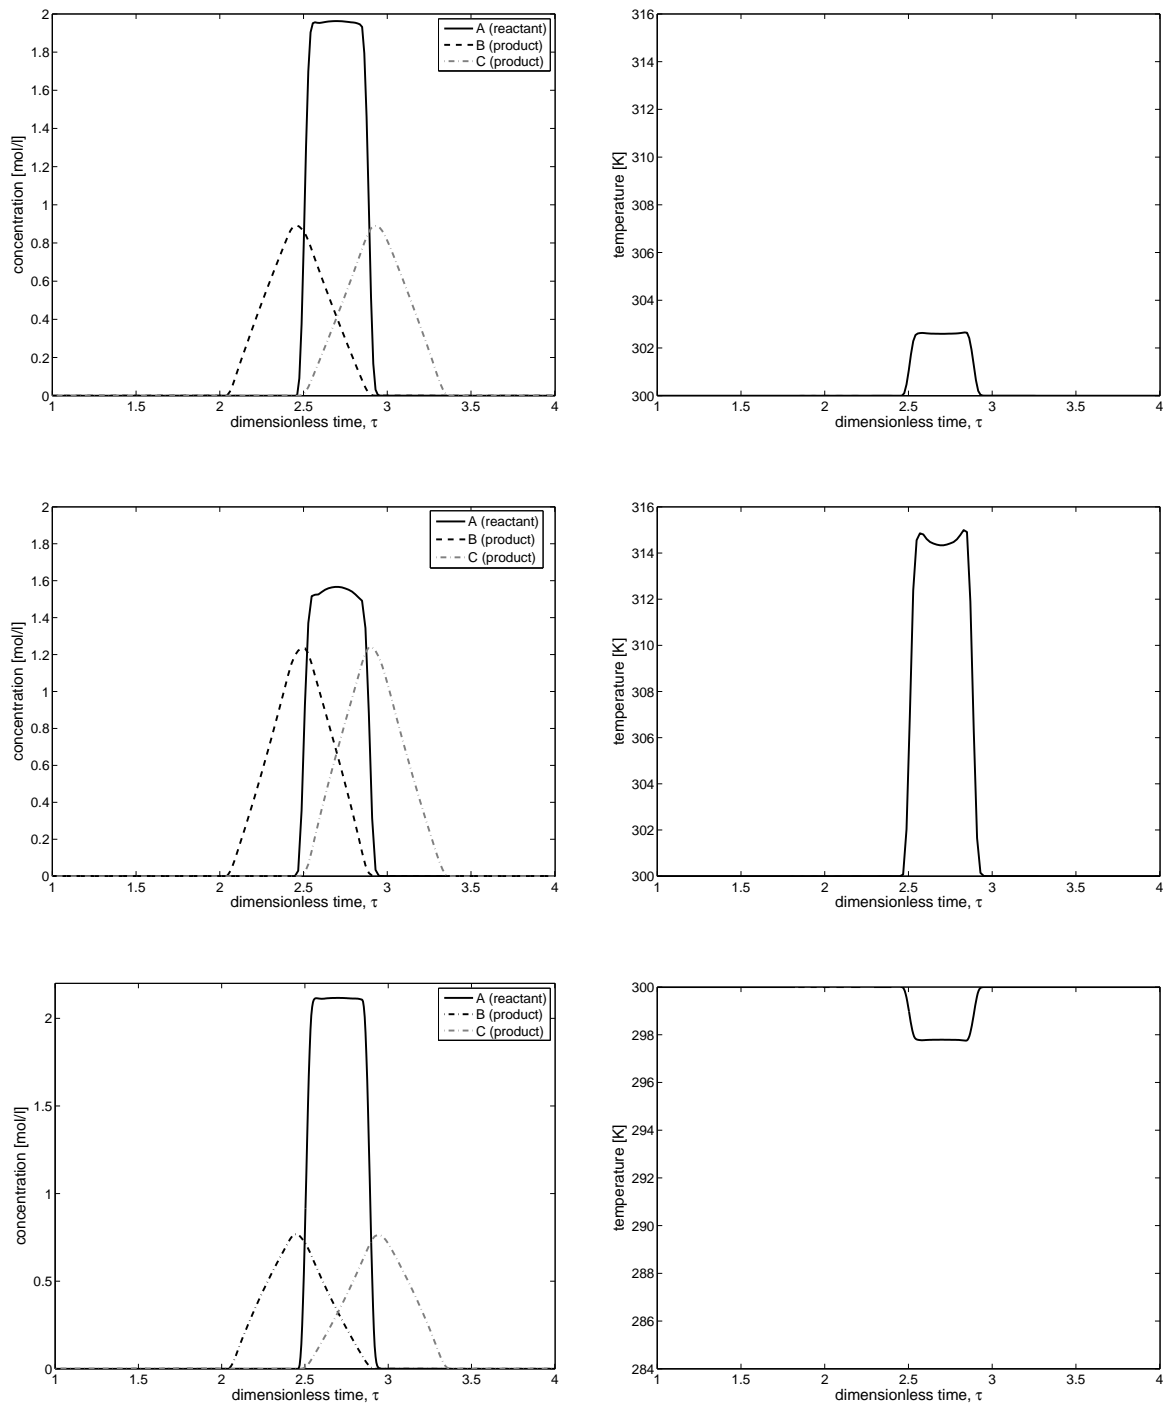 2
1.8
1.6
1.4
1.2
1
0.8
0.6
0.4
0.2
0
1 1.5 2 2.5 3 3.5 4
dimensionless time, τ
concentration [mol/l]
A (reactant)
B (product)
C (product)
316
314
312
310
308
306
304
302
300
1 1.5 2 2.5 3 3.5 4
dimensionless time, τ
temperature [K]
2
1.8
1.6
1.4
1.2
1
0.8
0.6
0.4
0.2
0
1 1.5 2 2.5 3 3.5 4
dimensionless time, τ
concentration [mol/l]
A (reactant)
B (product)
C (product)
316
314
312
310
308
306
304
302
300
1 1.5 2 2.5 3 3.5 4
dimensionless time, τ
temperature [K]
2
1.5
1
0.5
0
1 1.5 2 2.5 3 3.5 4
dimensionless time, τ
concentration [mol/l]
A (reactant)
B (product)
C (product)
300
298
296
294
292
290
288
286
284
1 1.5 2 2.5 3 3.5 4
dimensionless time, τ
temperature [K]